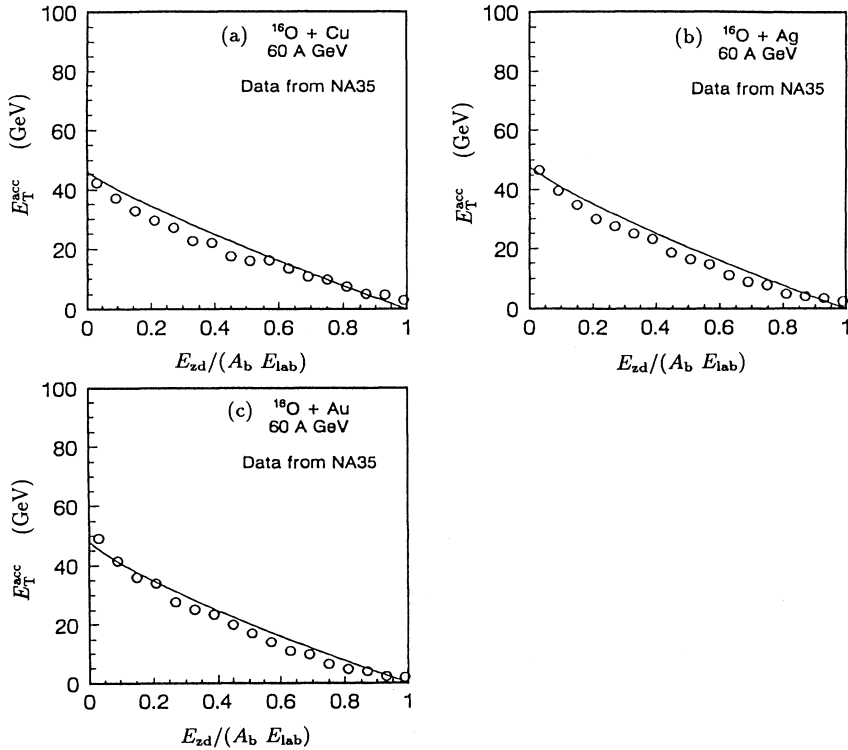 (a) ¹⁶O + Cu
60 A GeV
Data from NA35
100
80
60
40
20
0
E_T^acc (GeV)
0 0.2 0.4 0.6 0.8 1
E_zd/(A_b E_lab)
(b) ¹⁶O + Ag
60 A GeV
Data from NA35
100
80
60
40
20
0
E_T^acc (GeV)
0 0.2 0.4 0.6 0.8 1
E_zd/(A_b E_lab)
(c) ¹⁶O + Au
60 A GeV
Data from NA35
100
80
60
40
20
0
E_T^acc (GeV)
0 0.2 0.4 0.6 0.8 1
E_zd/(A_b E_lab)